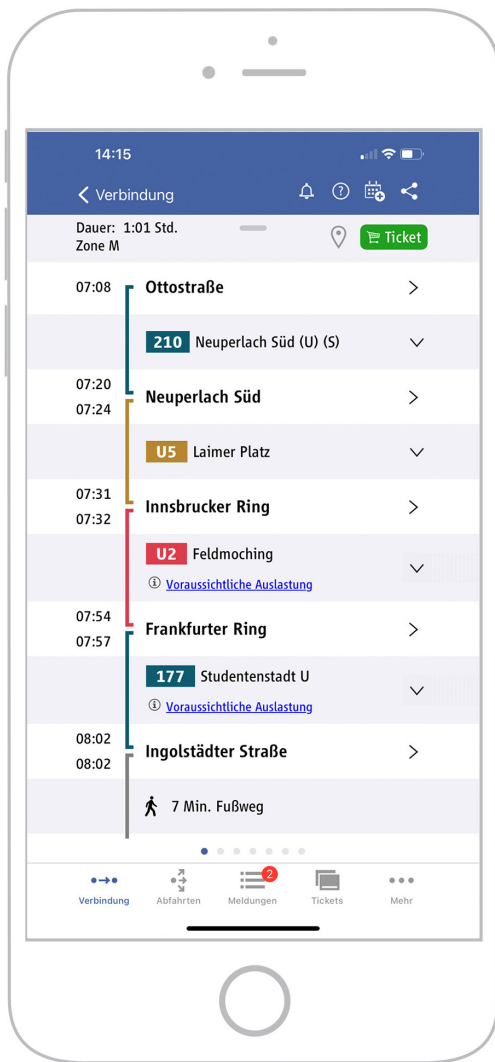 14:15
Verbindung
Dauer: 1:01 Std.
Zone M
Ticket
07:08 Ottostraße
210 Neuperlach Süd (U) (S)
07:20
07:24
Neuperlach Süd
U5 Laimer Platz
07:31
07:32
Innsbrucker Ring
U2 Feldmoching
Voraussichtliche Auslastung
07:54
07:57
Frankfurter Ring
177 Studentenstadt U
Voraussichtliche Auslastung
08:02
08:02
Ingolstädter Straße
7 Min. Fußweg
Verbindung Abfahrten Meldungen 2 Tickets Mehr